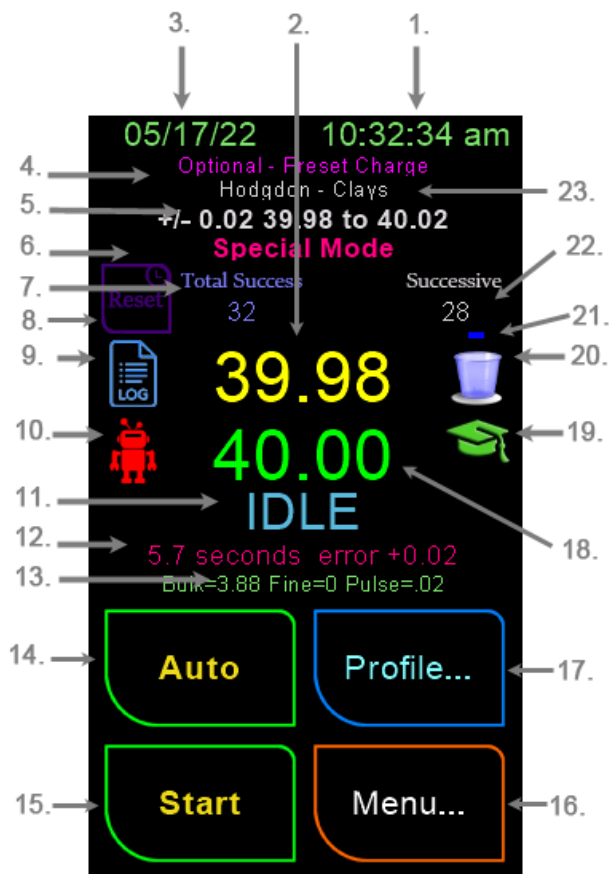 3. 2. 1.
05/17/22 10:32:34 am
4. Optional - Preset Charge
Hodgdon - Clays 23.
5. +/- 0.02 39.98 to 40.02
6. Special Mode 22.
7. Total Success Successive
8. Reset 32 28 21.
9. LOG 39.98 20.
10. 40.00 19.
11. IDLE
12. 5.7 seconds error +0.02 18.
13. Bulk=3.88 Fine=0 Pulse=.02
14. Auto Profile... 17.
15. Start Menu... 16.